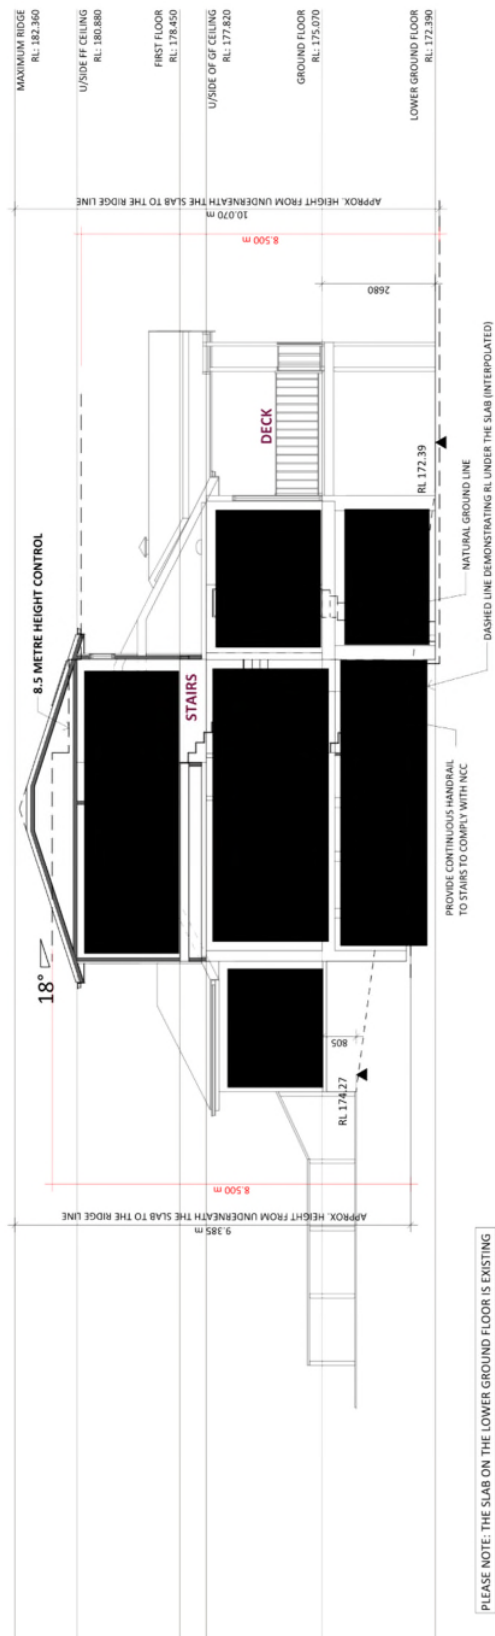 MAXIMUM RIDGE
RL: 182.360
U/SIDE FF CEILING
RL: 180.880
FIRST FLOOR
RL: 178.450
U/SIDE OF GF CEILING
RL: 177.820
GROUND FLOOR
RL: 175.070
LOWER GROUND FLOOR
RL: 172.390
APPROX. HEIGHT FROM UNDERNEATH THE SLAB TO THE RIDGE LINE
10.070 m
8.500 m
2680
DECK
RL 172.39
NATURAL GROUND LINE
DASHED LINE DEMONSTRATING RL UNDER THE SLAB (INTERPOLATED)
8.5 METRE HEIGHT CONTROL
STAIRS
PROVIDE CONTINUOUS HANDRAIL
TO STAIRS TO COMPLY WITH NCC
18°
805
RL 174.27
8.500 m
APPROX. HEIGHT FROM UNDERNEATH THE SLAB TO THE RIDGE LINE
9.385 m
PLEASE NOTE: THE SLAB ON THE LOWER GROUND FLOOR IS EXISTING